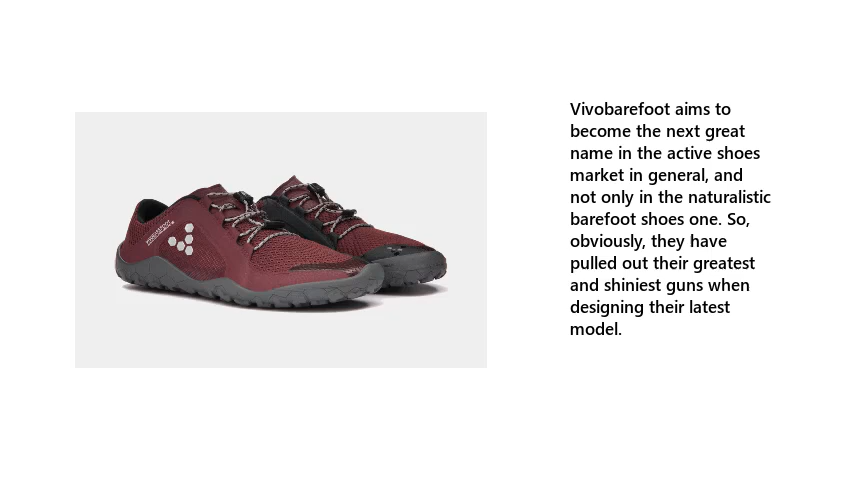 Vivobarefoot aims to
become the next great
name in the active shoes
market in general, and
not only in the naturalistic
barefoot shoes one. So,
obviously, they have
pulled out their greatest
and shiniest guns when
designing their latest
model.